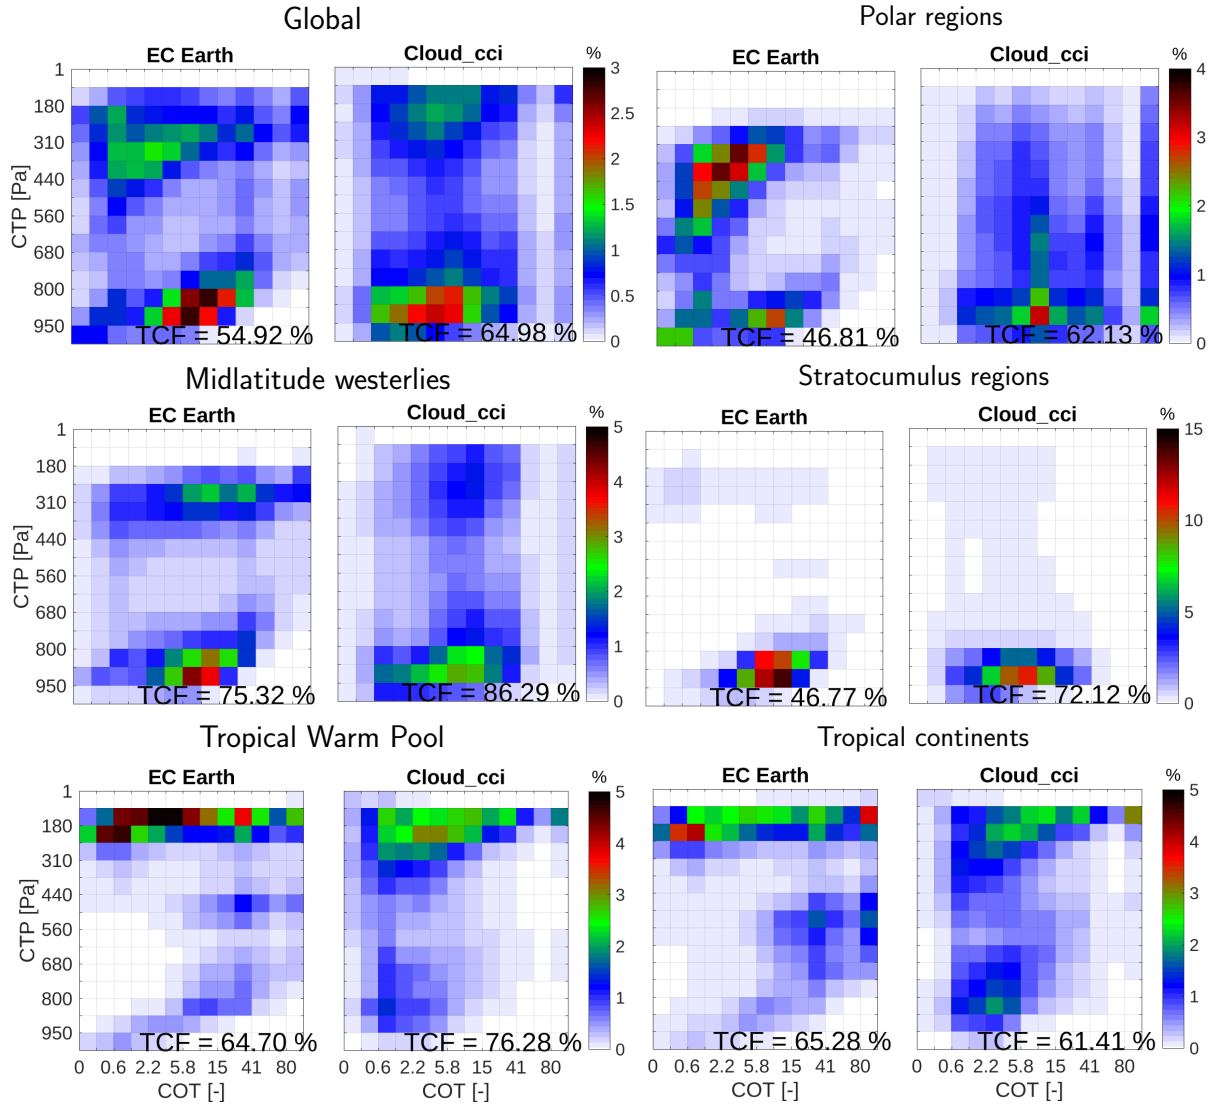 Global
Polar regions
EC Earth
Cloud_cci
%
EC Earth
Cloud_cci
%
1
180
310
440
560
680
800
950
CTP [Pa]
3
2.5
2
1.5
1
0.5
0
4
3
2
1
0
TCF = 54.92 %
TCF = 64.98 %
TCF = 46.81 %
TCF = 62.13 %
Midlatitude westerlies
Stratocumulus regions
EC Earth
Cloud_cci
%
EC Earth
Cloud_cci
%
1
180
310
440
560
680
800
950
CTP [Pa]
5
4
3
2
1
0
15
10
5
0
TCF = 75.32 %
TCF = 86.29 %
TCF = 46.77 %
TCF = 72.12 %
Tropical Warm Pool
Tropical continents
EC Earth
Cloud_cci
%
EC Earth
Cloud_cci
%
1
180
310
440
560
680
800
950
CTP [Pa]
5
4
3
2
1
0
5
4
3
2
1
0
TCF = 64.70 %
TCF = 76.28 %
TCF = 65.28 %
TCF = 61.41 %
0 0.6 2.2 5.8 15 41 80
0 0.6 2.2 5.8 15 41 80
0 0.6 2.2 5.8 15 41 80
0 0.6 2.2 5.8 15 41 80
COT [-]
COT [-]
COT [-]
COT [-]